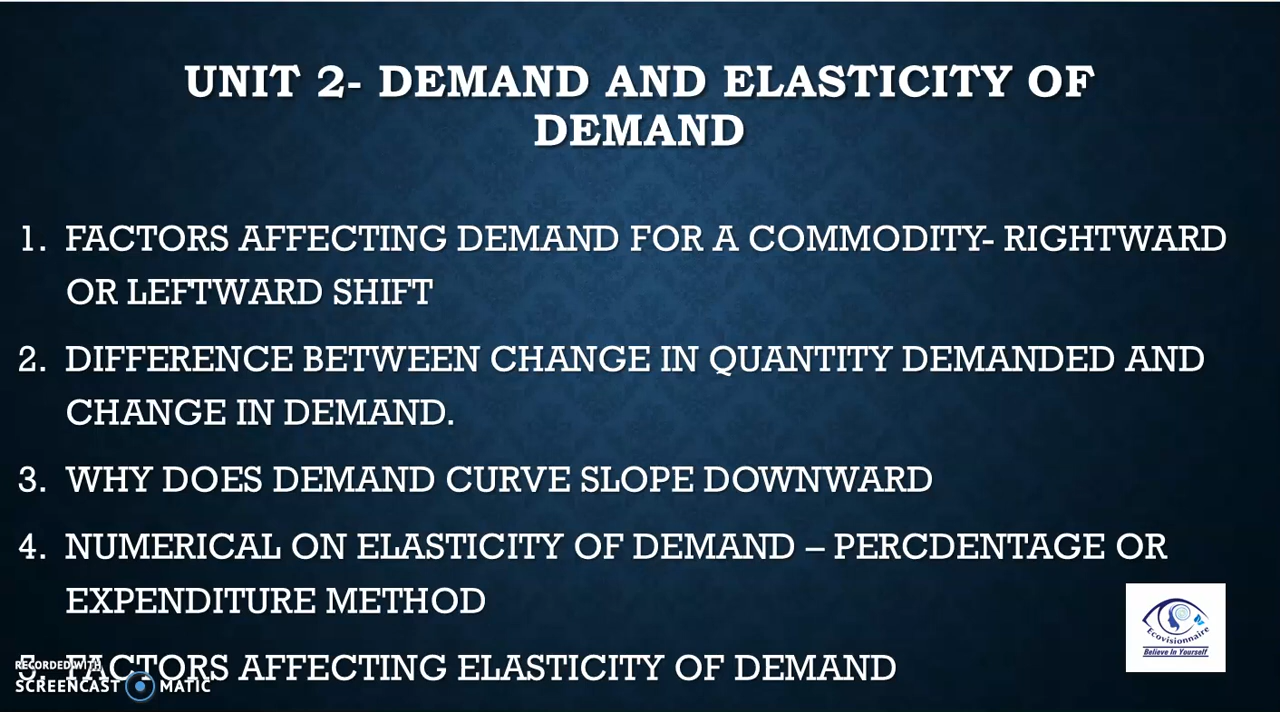 UNIT 2- DEMAND AND ELASTICITY OF
DEMAND
1. FACTORS AFFECTING DEMAND FOR A COMMODITY- RIGHTWARD
OR LEFTWARD SHIFT
2. DIFFERENCE BETWEEN CHANGE IN QUANTITY DEMANDED AND
CHANGE IN DEMAND.
3. WHY DOES DEMAND CURVE SLOPE DOWNWARD
4. NUMERICAL ON ELASTICITY OF DEMAND – PERCDENTAGE OR
EXPENDITURE METHOD
5. FACTORS AFFECTING ELASTICITY OF DEMAND
Ecovisionnaire
Believe In Yourself
RECORDED WITH
SCREENCAST MATIC